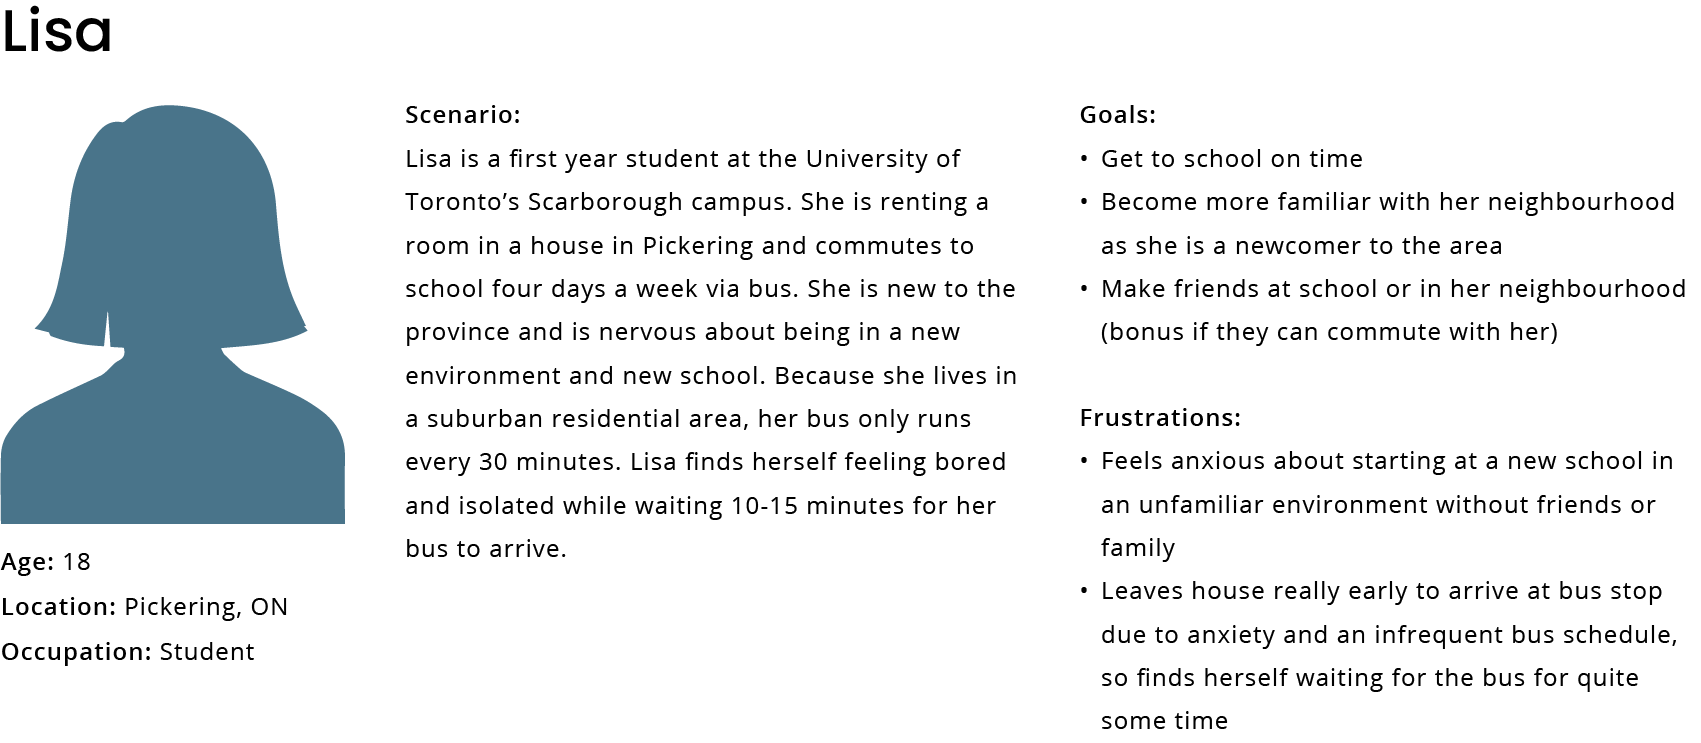 Lisa
Age: 18
Location: Pickering, ON
Occupation: Student
Scenario:
Lisa is a first year student at the University of
Toronto’s Scarborough campus. She is renting a
room in a house in Pickering and commutes to
school four days a week via bus. She is new to the
province and is nervous about being in a new
environment and new school. Because she lives in
a suburban residential area, her bus only runs
every 30 minutes. Lisa finds herself feeling bored
and isolated while waiting 10-15 minutes for her
bus to arrive.
Goals:
• Get to school on time
• Become more familiar with her neighbourhood
as she is a newcomer to the area
• Make friends at school or in her neighbourhood
(bonus if they can commute with her)
Frustrations:
• Feels anxious about starting at a new school in
an unfamiliar environment without friends or
family
• Leaves house really early to arrive at bus stop
due to anxiety and an infrequent bus schedule,
so finds herself waiting for the bus for quite
some time